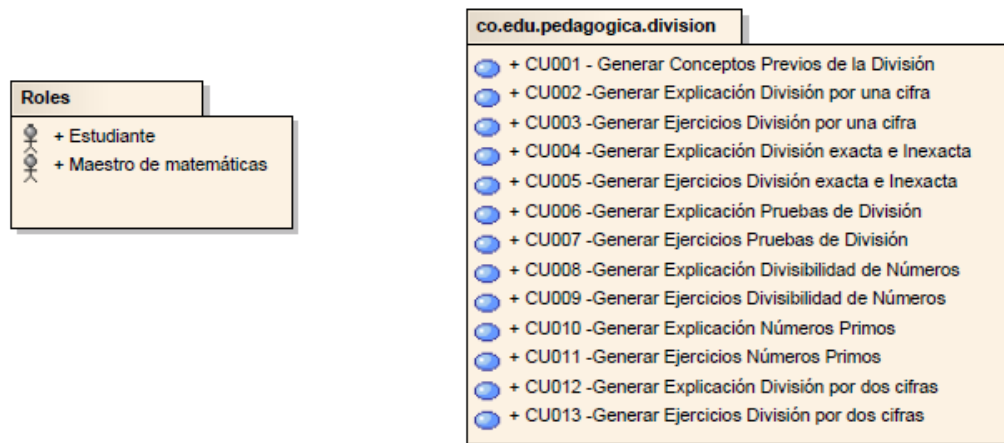 Roles
+ Estudiante
+ Maestro de matemáticas
co.edu.pedagogica.division
+ CU001 - Generar Conceptos Previos de la División
+ CU002 -Generar Explicación División por una cifra
+ CU003 -Generar Ejercicios División por una cifra
+ CU004 -Generar Explicación División exacta e Inexacta
+ CU005 -Generar Ejercicios División exacta e Inexacta
+ CU006 -Generar Explicación Pruebas de División
+ CU007 -Generar Ejercicios Pruebas de División
+ CU008 -Generar Explicación Divisibilidad de Números
+ CU009 -Generar Ejercicios Divisibilidad de Números
+ CU010 -Generar Explicación Números Primos
+ CU011 -Generar Ejercicios Números Primos
+ CU012 -Generar Explicación División por dos cifras
+ CU013 -Generar Ejercicios División por dos cifras